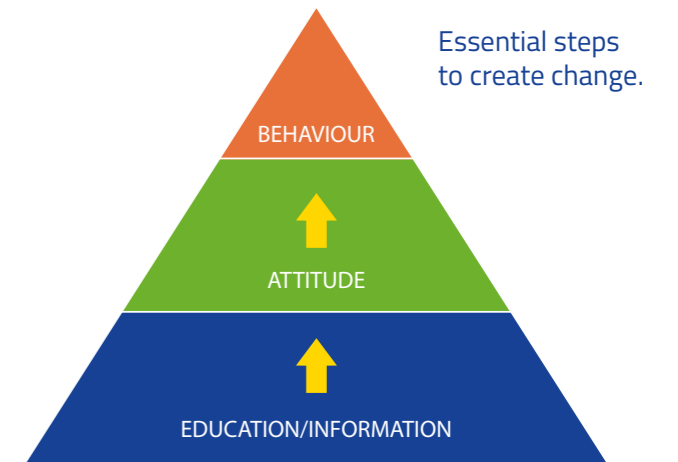 Essential steps
to create change.
BEHAVIOUR
ATTITUDE
EDUCATION/INFORMATION